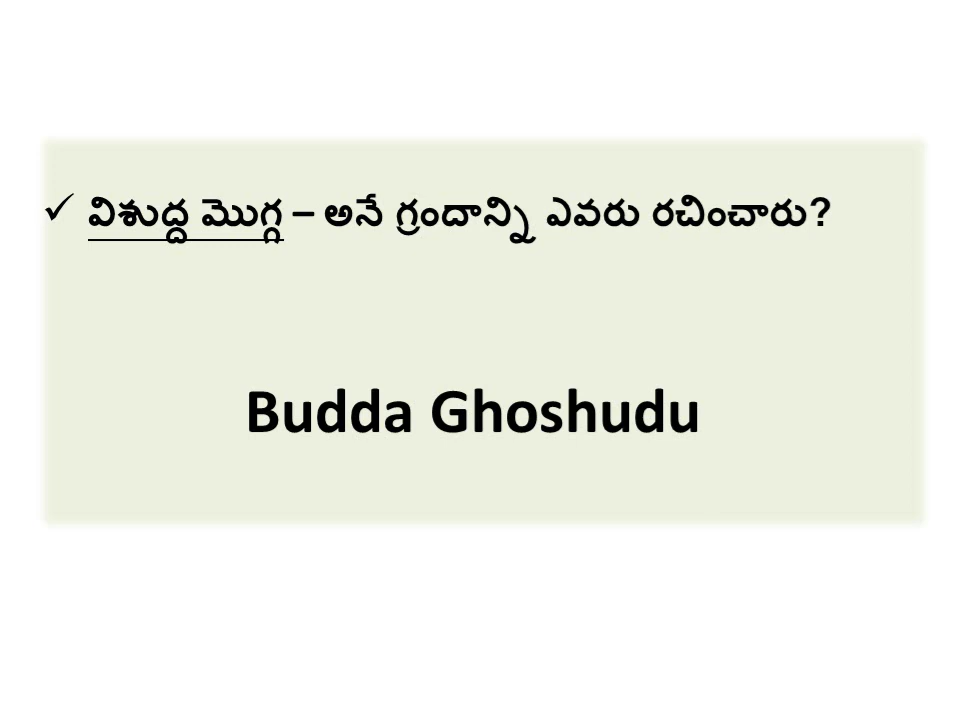 ✓ విశుద్ద మొగ్గ – అనే గ్రందాన్ని ఎవరు రచించారు?
Budda Ghoshudu